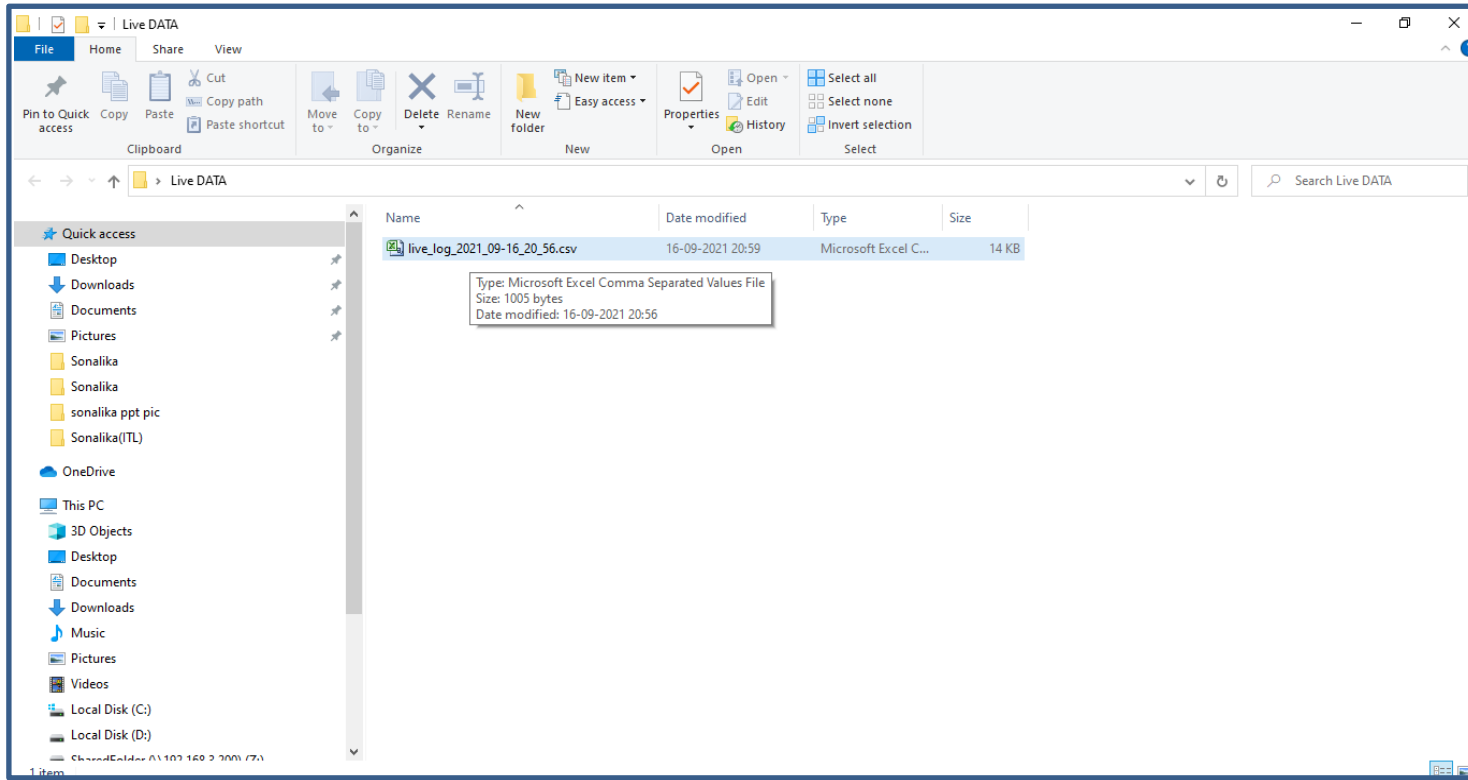 Live DATA
File Home Share View
Pin to Quick access
Copy
Paste
Cut
Copy path
Paste shortcut
Clipboard
Move to
Copy to
Delete
Rename
Organize
New folder
New item
Easy access
New
Properties
Open
Edit
History
Open
Select all
Select none
Invert selection
Select
Live DATA
Search Live DATA
Name Date modified Type Size
live_log_2021_09-16_20_56.csv 16-09-2021 20:59 Microsoft Excel C... 14 KB
Type: Microsoft Excel Comma Separated Values File
Size: 1005 bytes
Date modified: 16-09-2021 20:56
Quick access
Desktop
Downloads
Documents
Pictures
Sonalika
Sonalika
sonalika ppt pic
Sonalika(ITL)
OneDrive
This PC
3D Objects
Desktop
Documents
Downloads
Music
Pictures
Videos
Local Disk (C:)
Local Disk (D:)
SharedFolder (\\192.168.3.200) (Z:)
1 item